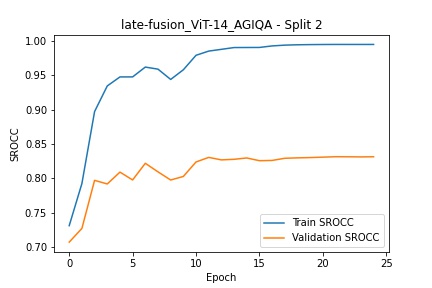 late-fusion_ViT-14_AGIQA - Split 2
1.00
0.95
0.90
0.85
0.80
0.75
0.70
SROCC
Train SROCC
Validation SROCC
0 5 10 15 20 25
Epoch